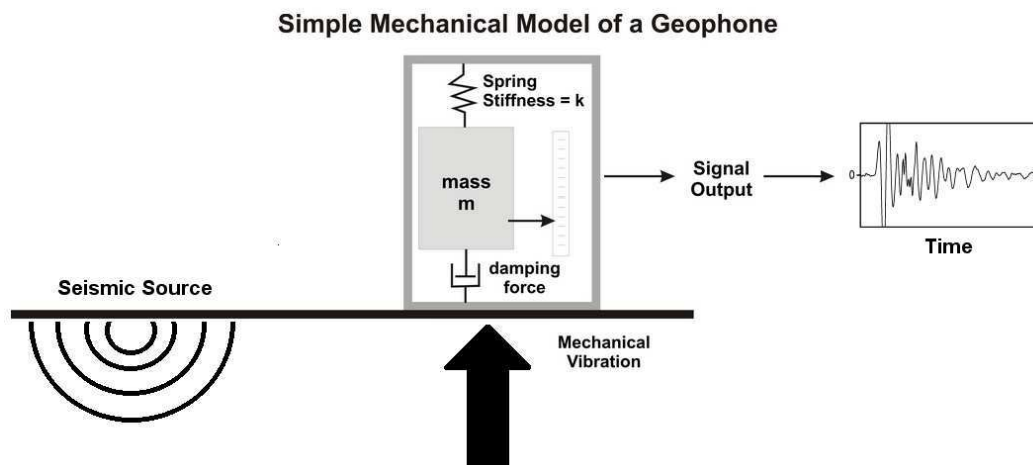 Simple Mechanical Model of a Geophone
Spring
Stiffness = k
mass
m
damping
force
Signal
Output
0
Time
Seismic Source
Mechanical
Vibration